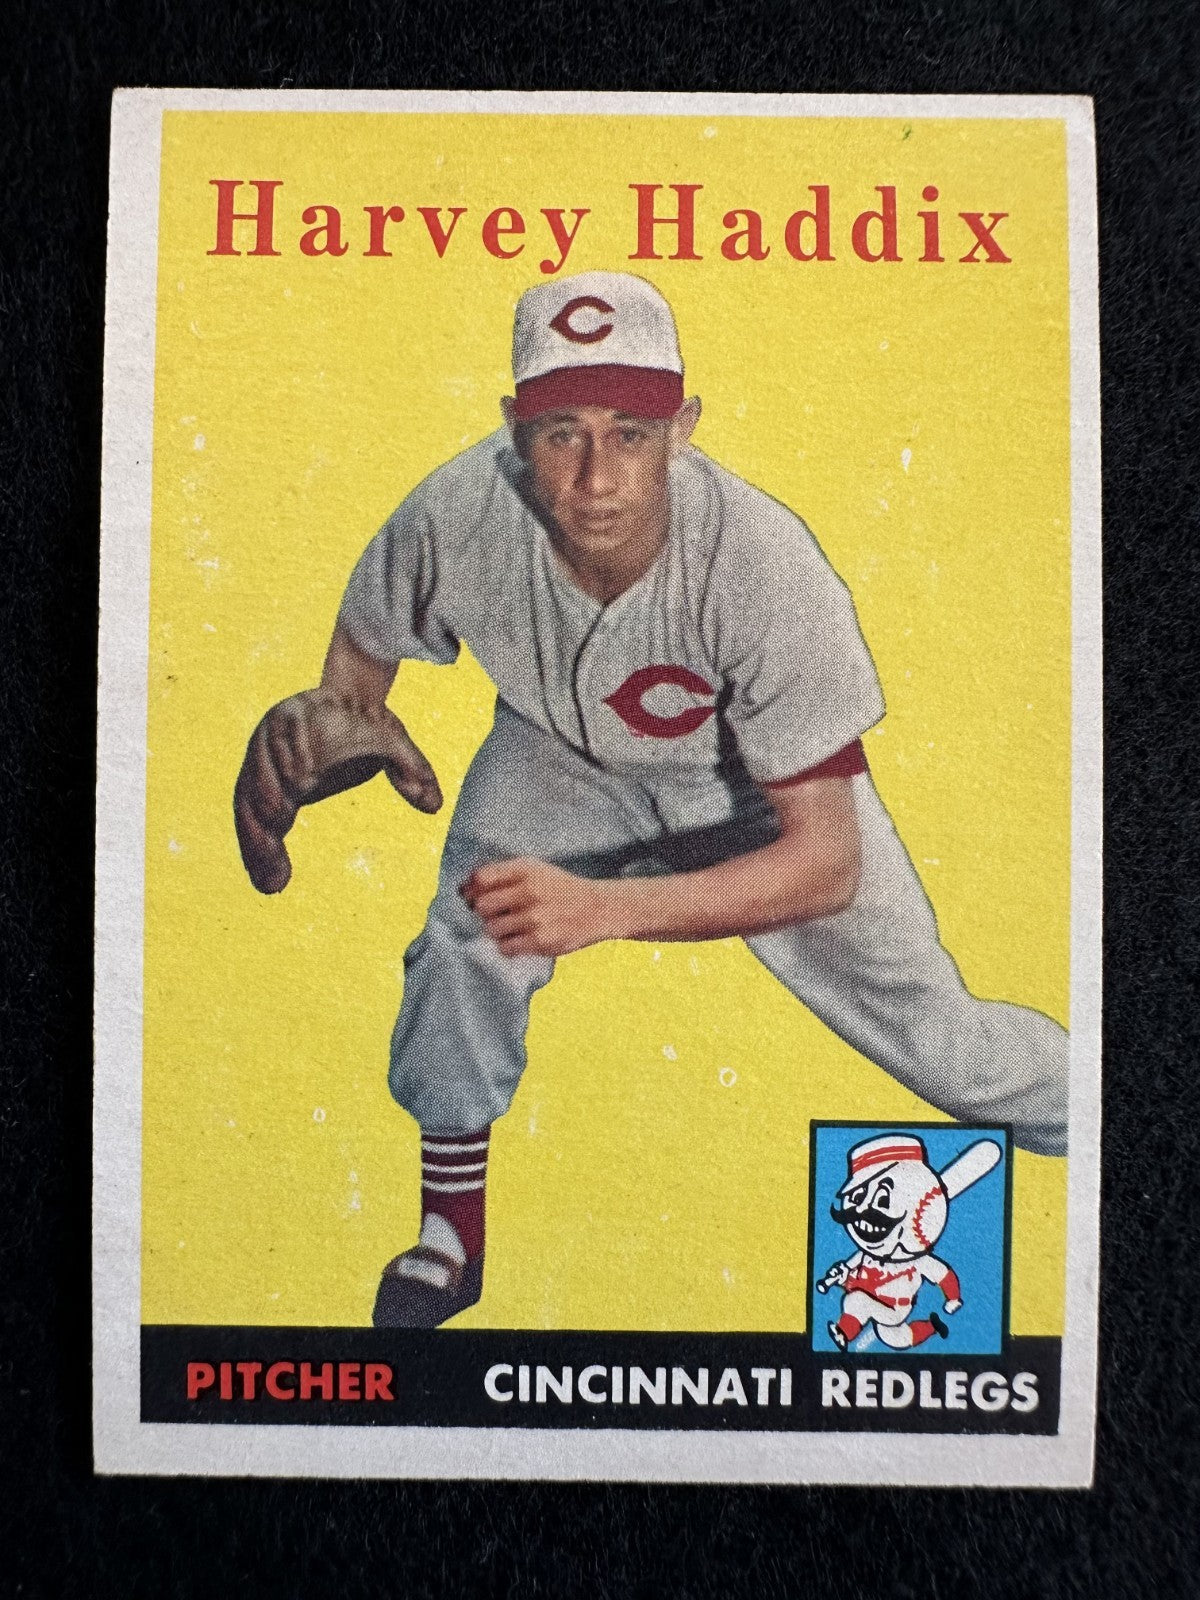 Harvey Haddix
C
C
PITCHER CINCINNATI REDLEGS